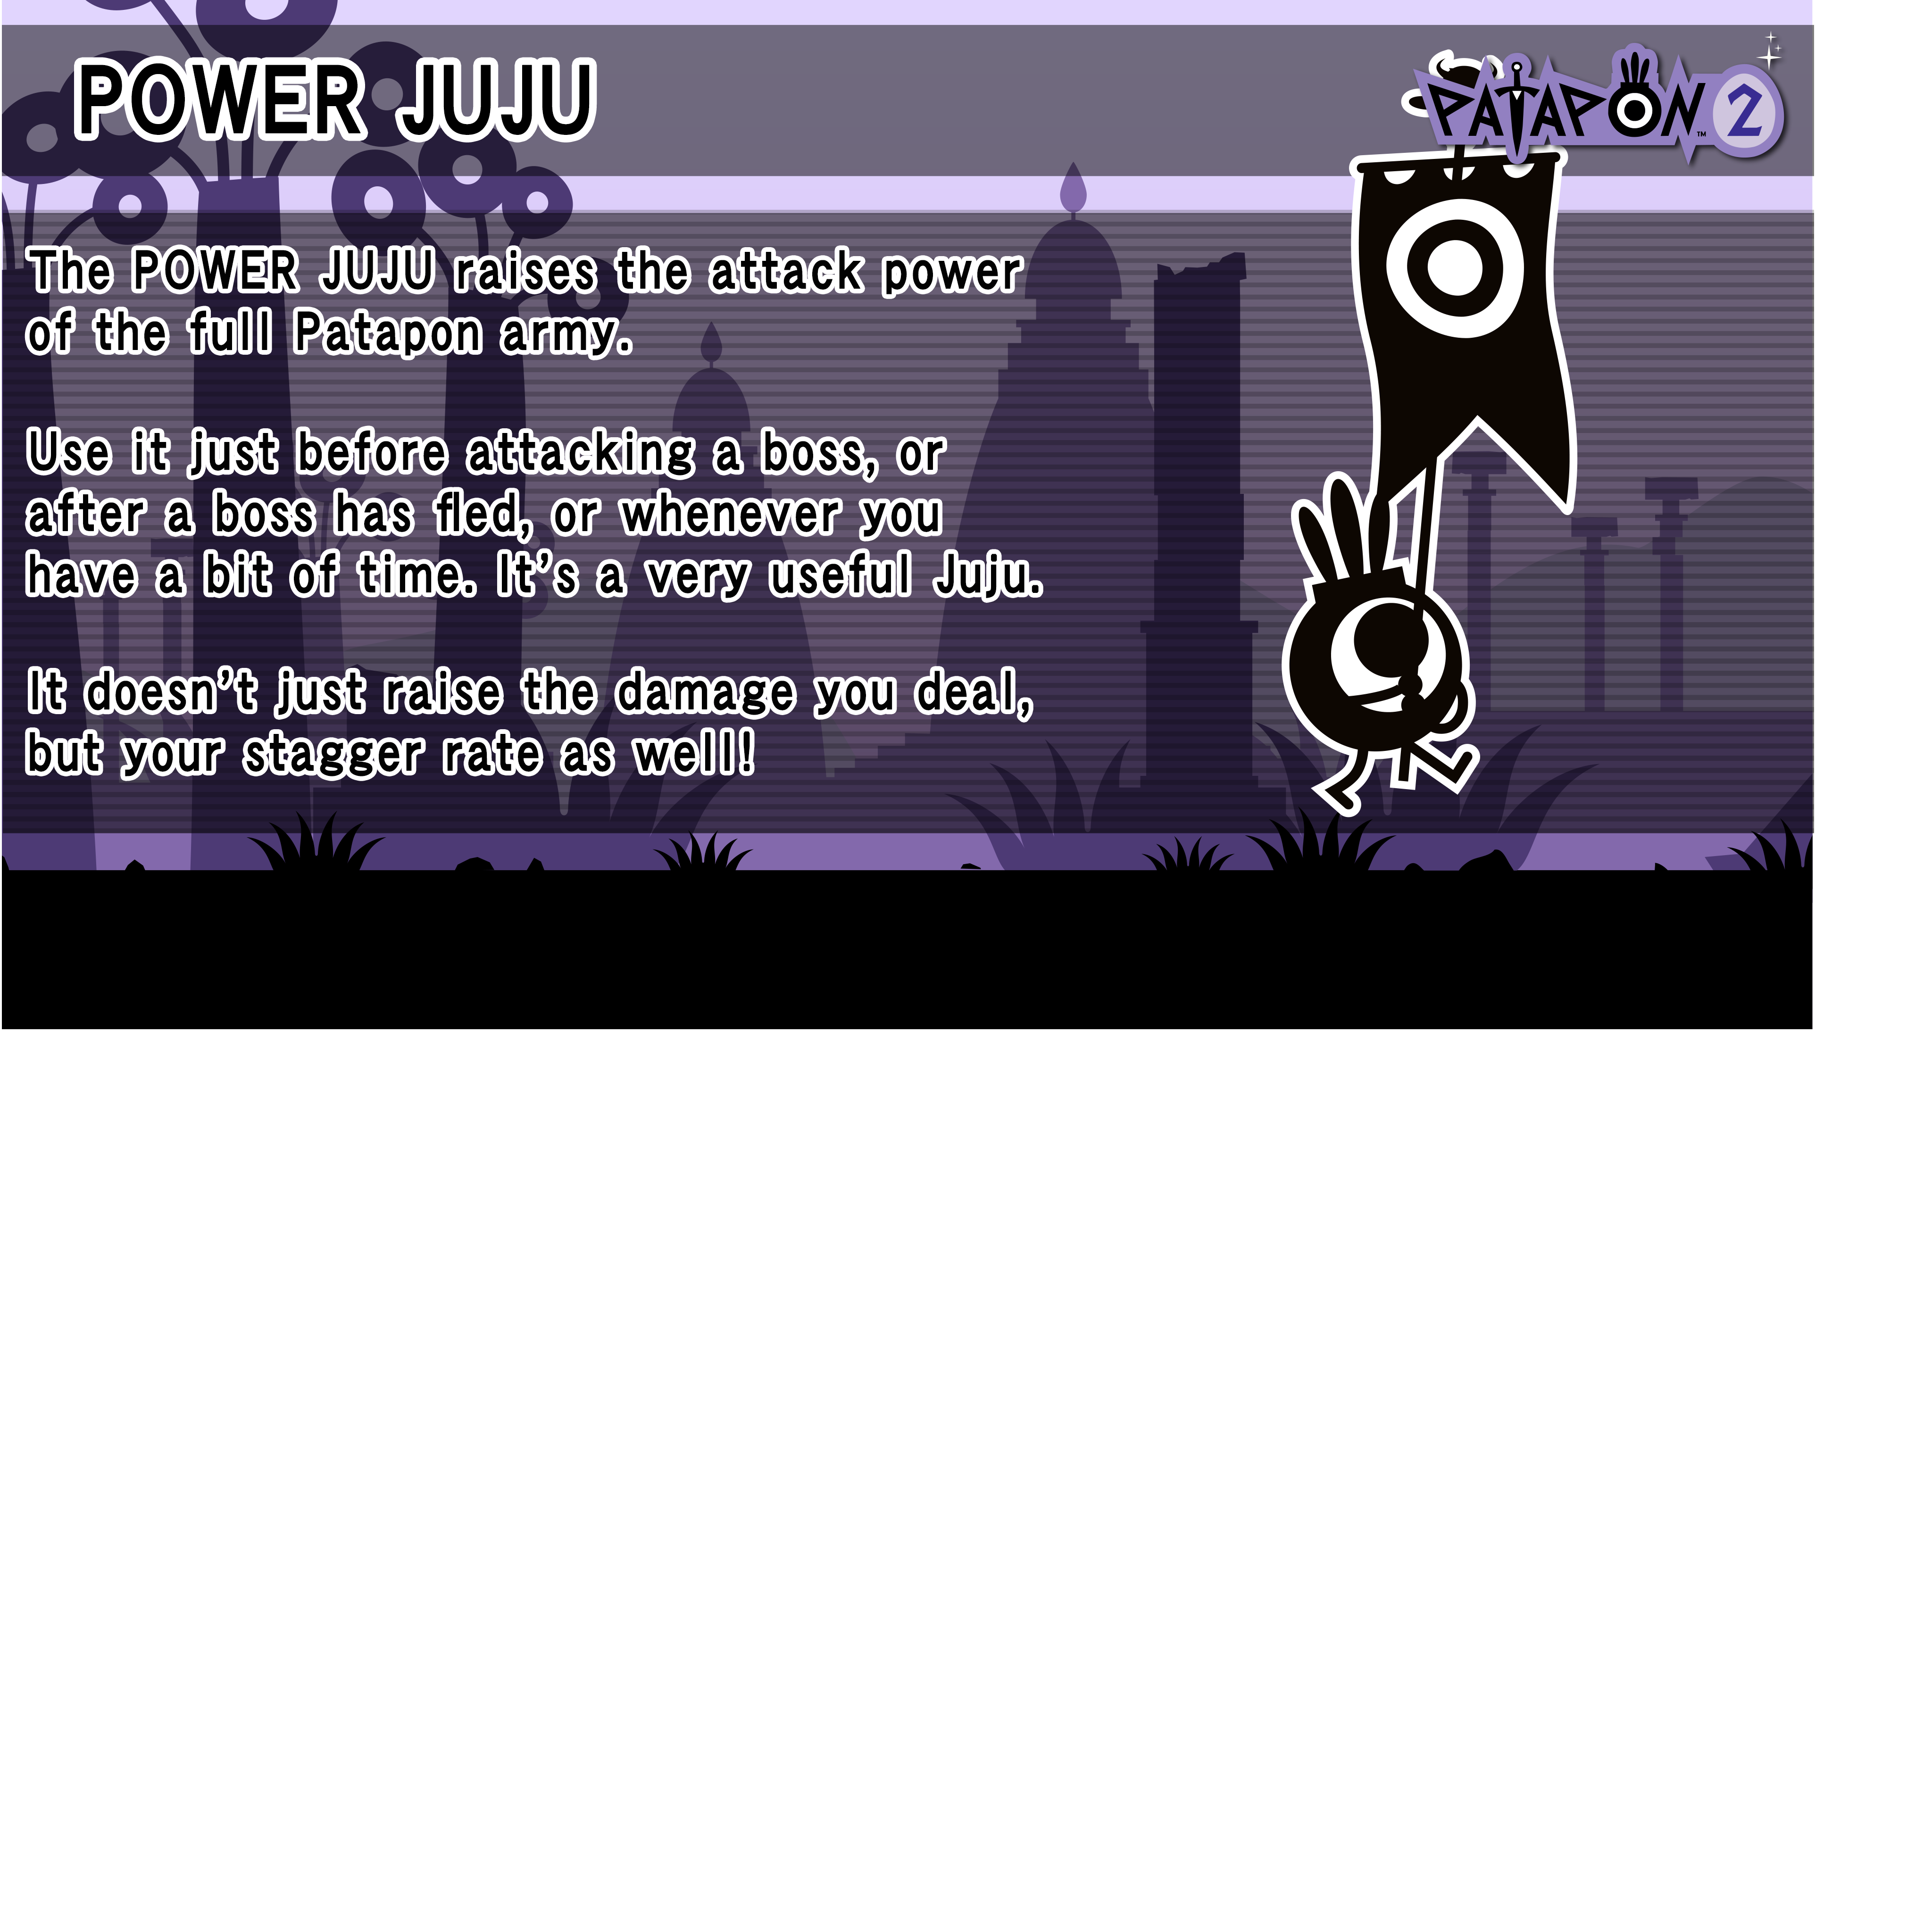 POWER JUJU
PATAPON™ 2
The POWER JUJU raises the attack power
of the full Patapon army.
Use it just before attacking a boss, or
after a boss has fled, or whenever you
have a bit of time. It’s a very useful Juju.
It doesn’t just raise the damage you deal,
but your stagger rate as well!